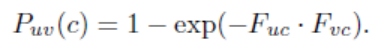 P_{uv}(c) = 1 − exp(−F_{uc} · F_{vc}).